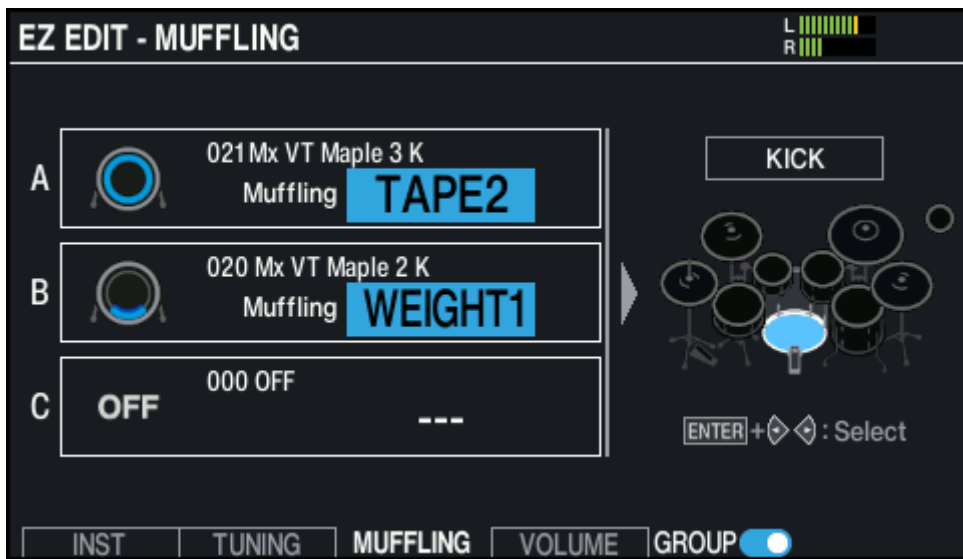 EZ EDIT - MUFFLING
L
R
A
021 Mx VT Maple 3 K
Muffling TAPE2
KICK
B
020 Mx VT Maple 2 K
Muffling WEIGHT1
C
OFF
000 OFF
---
ENTER+ : Select
INST TUNING MUFFLING VOLUME GROUP